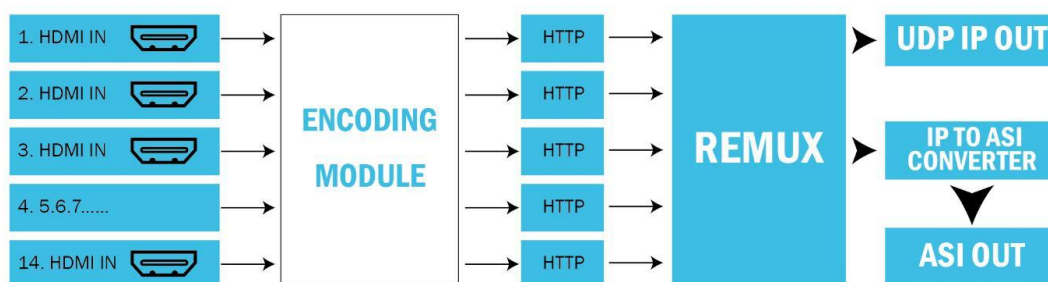 1. HDMI IN
2. HDMI IN
3. HDMI IN
4. 5.6.7......
14. HDMI IN
ENCODING
MODULE
HTTP
HTTP
HTTP
HTTP
HTTP
REMUX
UDP IP OUT
IP TO ASI
CONVERTER
ASI OUT